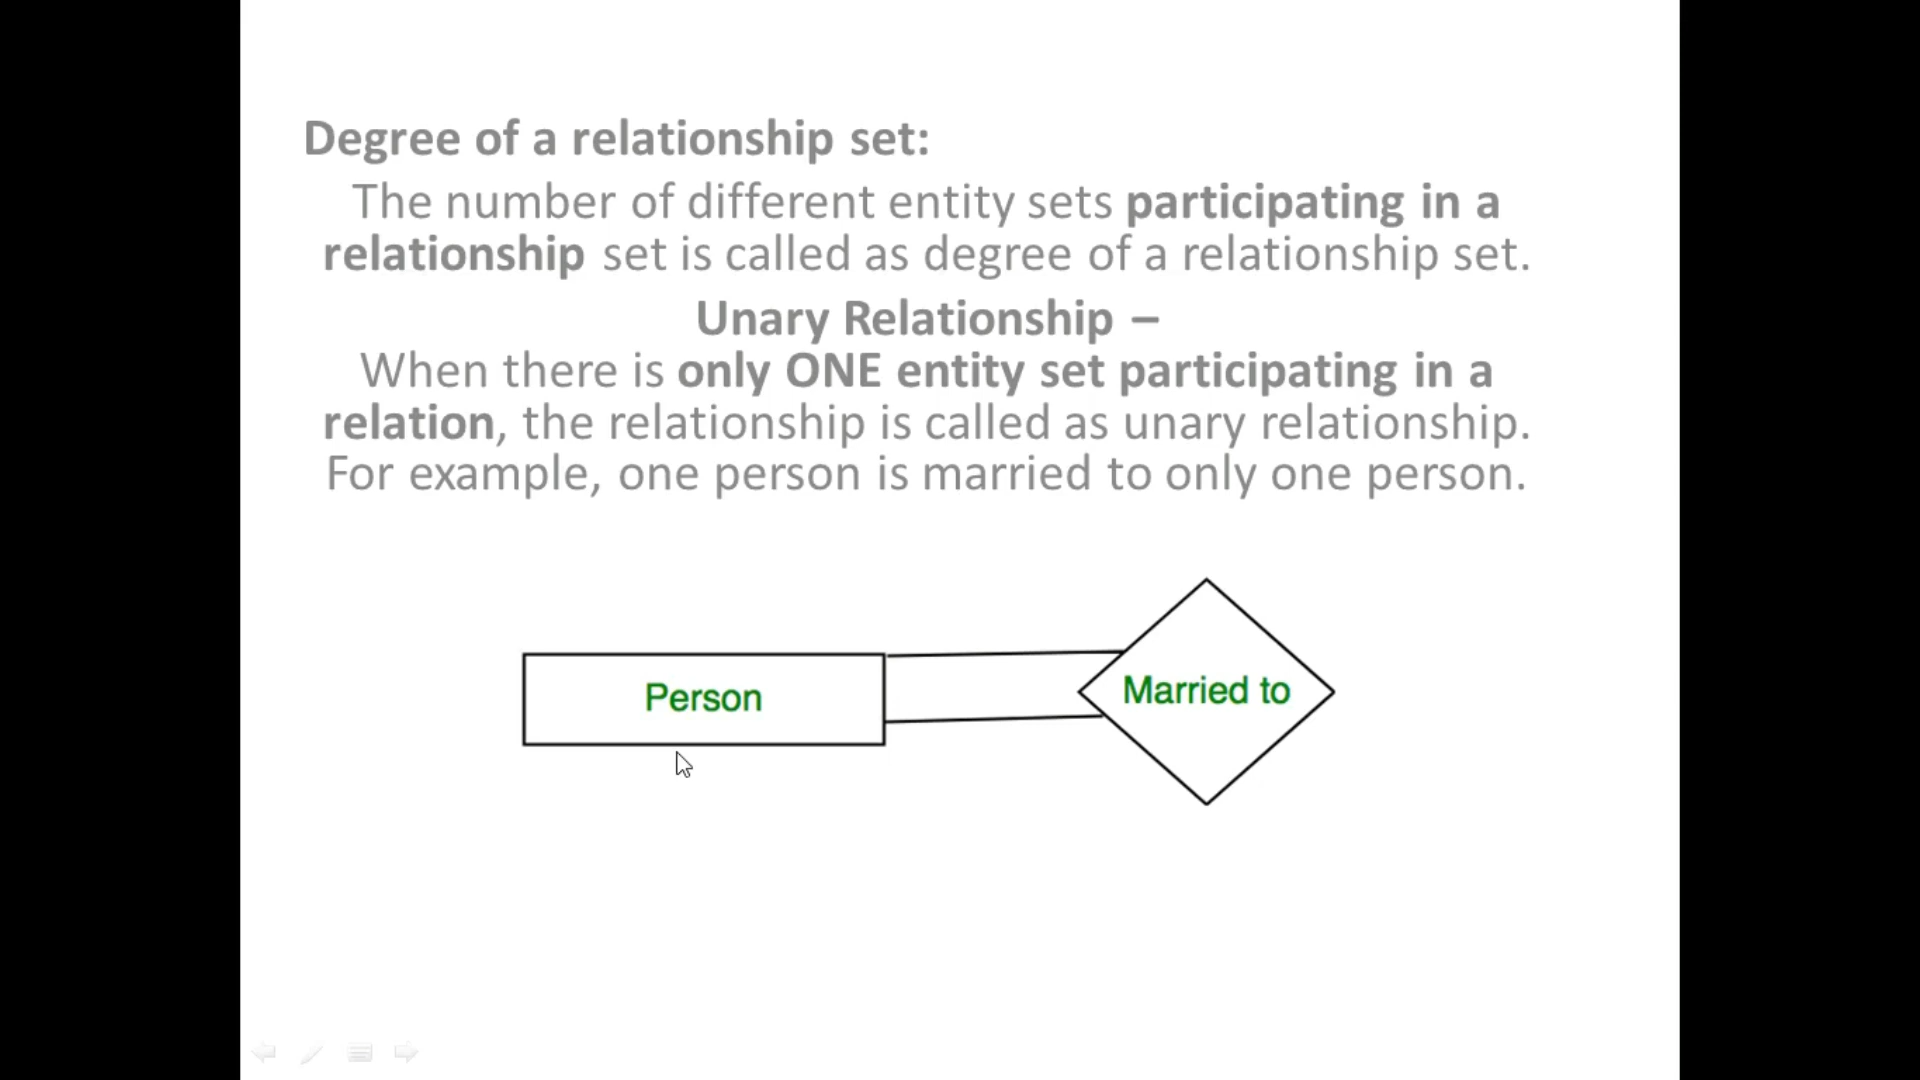 Degree of a relationship set:
The number of different entity sets participating in a
relationship set is called as degree of a relationship set.
Unary Relationship –
When there is only ONE entity set participating in a
relation, the relationship is called as unary relationship.
For example, one person is married to only one person.
Person
Married to